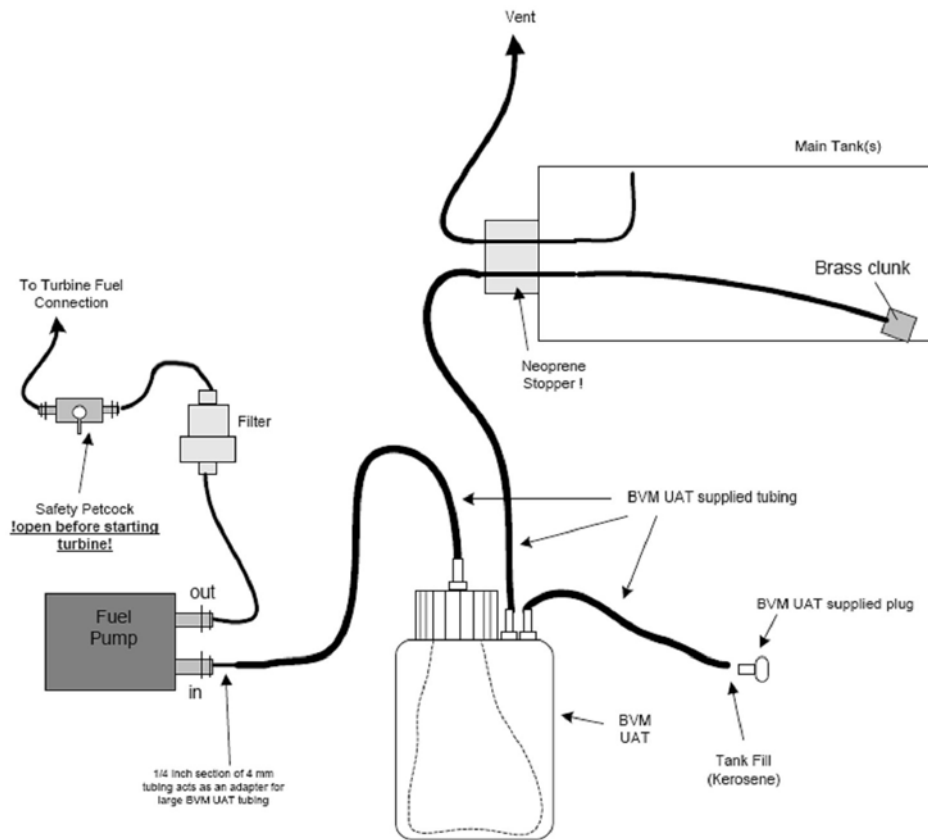 Vent
Main Tank(s)
Brass clunk
To Turbine Fuel
Connection
Neoprene
Stopper !
Filter
Safety Petcock
!open before starting
turbine!
BVM UAT supplied tubing
out
Fuel
Pump
in
BVM UAT supplied plug
BVM
UAT
Tank Fill
(Kerosene)
1/4 inch section of 4 mm
tubing acts as an adapter for
large BVM UAT tubing